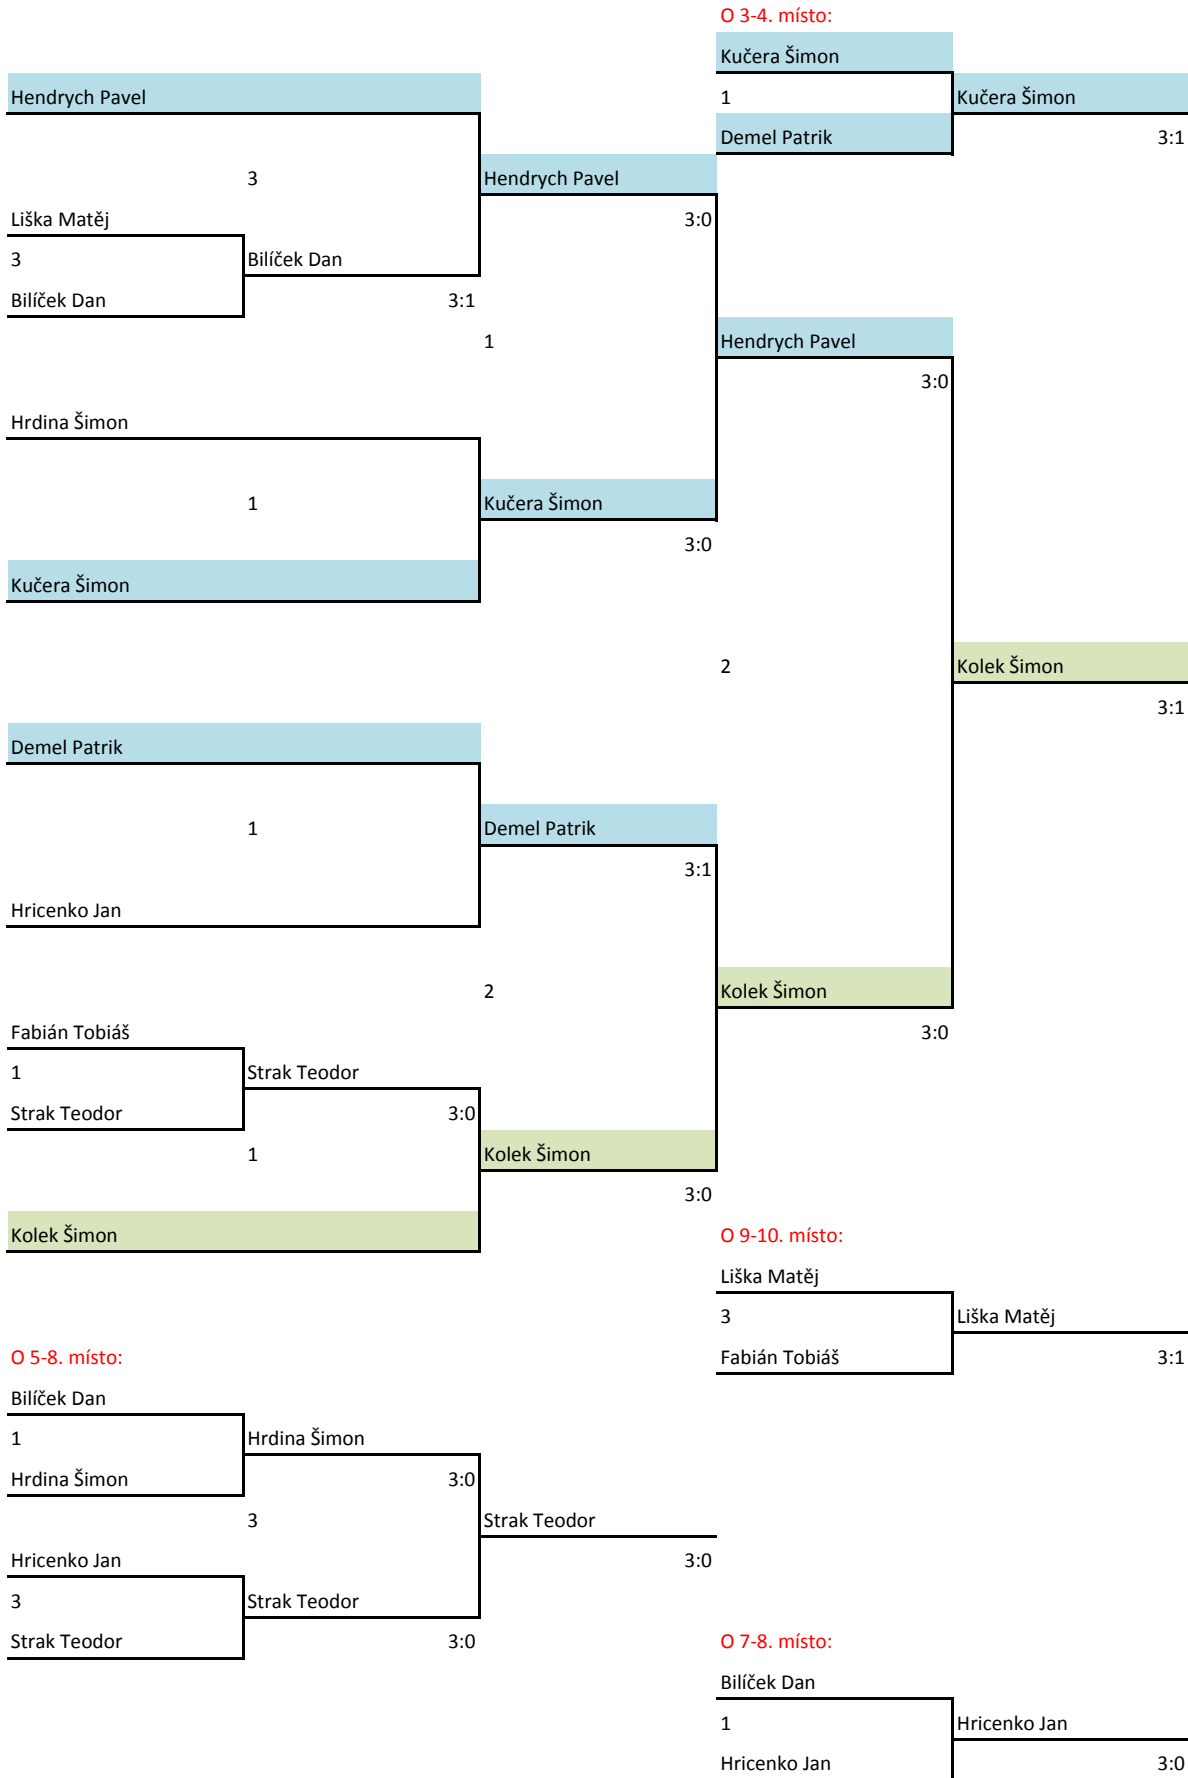 O 3-4. místo:
Kučera Šimon
Hendrych Pavel
1
Kučera Šimon
Demel Patrik
3:1
3
Hendrych Pavel
Liška Matěj
3:0
3
Bilíček Dan
Bilíček Dan
3:1
1
Hendrych Pavel
3:0
Hrdina Šimon
1
Kučera Šimon
3:0
Kučera Šimon
2
Kolek Šimon
3:1
Demel Patrik
1
Demel Patrik
3:1
Hricenko Jan
2
Kolek Šimon
Fabián Tobiáš
3:0
1
Strak Teodor
Strak Teodor
3:0
1
Kolek Šimon
3:0
Kolek Šimon
O 9-10. místo:
Liška Matěj
3
Liška Matěj
O 5-8. místo:
Fabián Tobiáš
3:1
Bilíček Dan
1
Hrdina Šimon
Hrdina Šimon
3:0
3
Strak Teodor
Hricenko Jan
3:0
3
Strak Teodor
Strak Teodor
3:0
O 7-8. místo:
Bilíček Dan
1
Hricenko Jan
Hricenko Jan
3:0